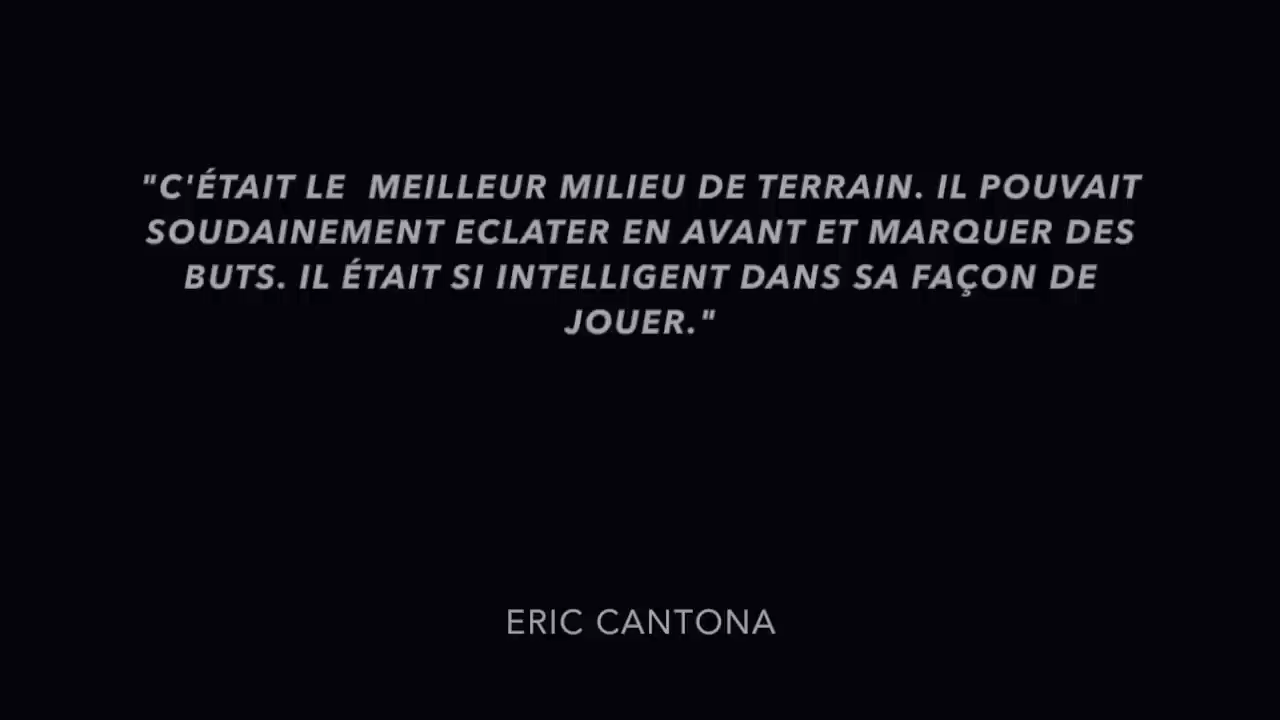 "C'ÉTAIT LE  MEILLEUR MILIEU DE TERRAIN. IL POUVAIT
SOUDAINEMENT ECLATER EN AVANT ET MARQUER DES
BUTS. IL ÉTAIT SI INTELLIGENT DANS SA FAÇON DE
JOUER."
ERIC CANTONA